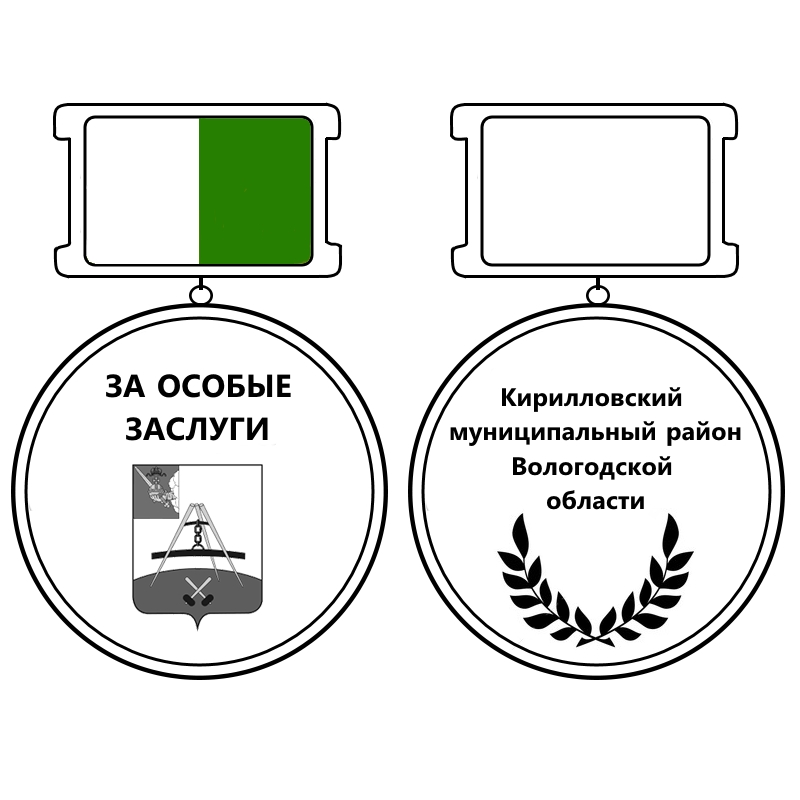 ЗА ОСОБЫЕ
ЗАСЛУГИ
Кирилловский
муниципальный район
Вологодской
области